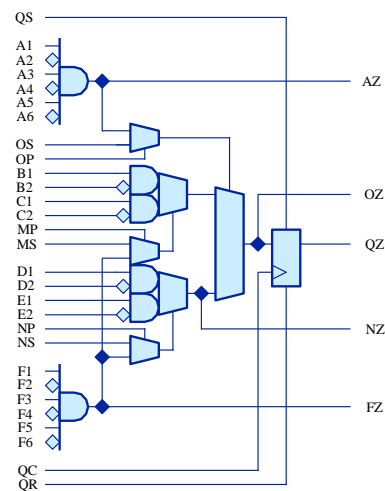 QS
A1
A2
A3
A4
A5
A6
AZ
OS
OP
B1
B2
C1
C2
MP
MS
OZ
QZ
D1
D2
E1
E2
NP
NS
NZ
F1
F2
F3
F4
F5
F6
FZ
QC
QR